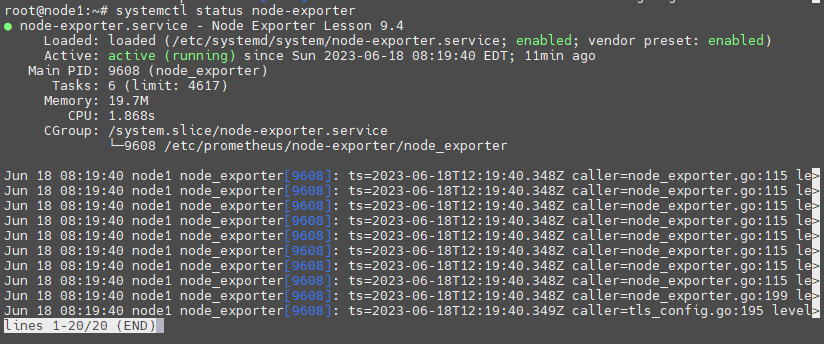 root@node1:~# systemctl status node-exporter
● node-exporter.service - Node Exporter Lesson 9.4
     Loaded: loaded (/etc/systemd/system/node-exporter.service; enabled; vendor preset: enabled)
     Active: active (running) since Sun 2023-06-18 08:19:40 EDT; 11min ago
   Main PID: 9608 (node_exporter)
      Tasks: 6 (limit: 4617)
     Memory: 19.7M
        CPU: 1.868s
     CGroup: /system.slice/node-exporter.service
             └─9608 /etc/prometheus/node-exporter/node_exporter

Jun 18 08:19:40 node1 node_exporter[9608]: ts=2023-06-18T12:19:40.348Z caller=node_exporter.go:115 le>
Jun 18 08:19:40 node1 node_exporter[9608]: ts=2023-06-18T12:19:40.348Z caller=node_exporter.go:115 le>
Jun 18 08:19:40 node1 node_exporter[9608]: ts=2023-06-18T12:19:40.348Z caller=node_exporter.go:115 le>
Jun 18 08:19:40 node1 node_exporter[9608]: ts=2023-06-18T12:19:40.348Z caller=node_exporter.go:115 le>
Jun 18 08:19:40 node1 node_exporter[9608]: ts=2023-06-18T12:19:40.348Z caller=node_exporter.go:115 le>
Jun 18 08:19:40 node1 node_exporter[9608]: ts=2023-06-18T12:19:40.348Z caller=node_exporter.go:115 le>
Jun 18 08:19:40 node1 node_exporter[9608]: ts=2023-06-18T12:19:40.348Z caller=node_exporter.go:115 le>
Jun 18 08:19:40 node1 node_exporter[9608]: ts=2023-06-18T12:19:40.348Z caller=node_exporter.go:115 le>
Jun 18 08:19:40 node1 node_exporter[9608]: ts=2023-06-18T12:19:40.348Z caller=node_exporter.go:199 le>
Jun 18 08:19:40 node1 node_exporter[9608]: ts=2023-06-18T12:19:40.349Z caller=tls_config.go:195 level>
lines 1-20/20 (END)